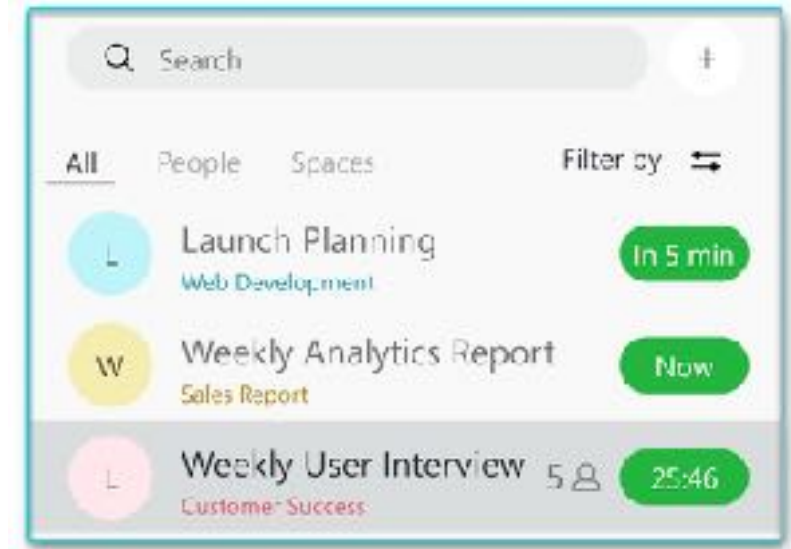 Search +
All People Spaces Filter by
L Launch Planning In 5 min
Web Development
W Weekly Analytics Report Now
Sales Report
L Weekly User Interview 5 25:46
Customer Success